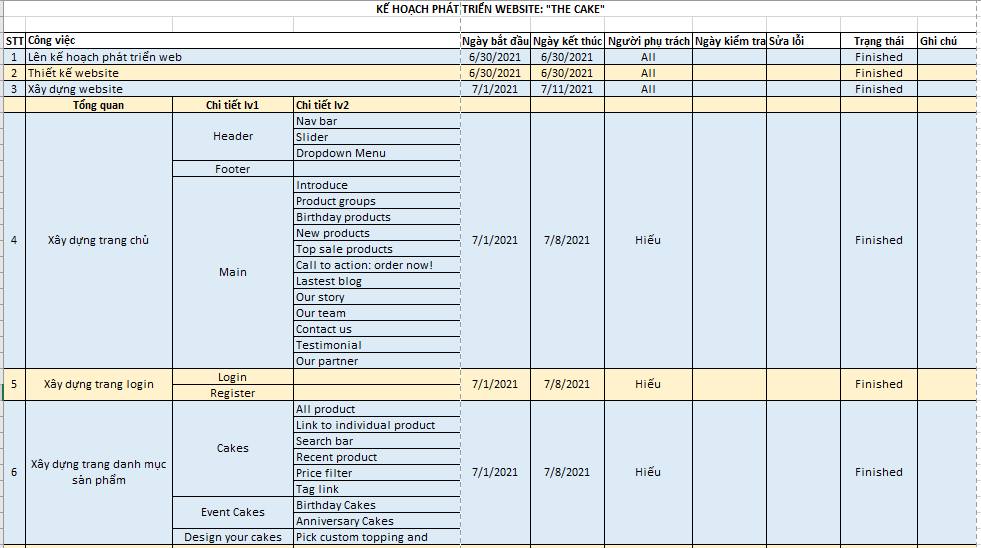 KẾ HOẠCH PHÁT TRIỂN WEBSITE: "THE CAKE"
STT Công việc Ngày bắt đầu Ngày kết thúc Người phụ trách Ngày kiểm tra Sửa lỗi Trạng thái Ghi chú
1 Lên kế hoạch phát triển web 6/30/2021 6/30/2021 All Finished
2 Thiết kế website 6/30/2021 6/30/2021 All Finished
3 Xây dựng website 7/1/2021 7/11/2021 All Finished
Tổng quan Chi tiết lv1 Chi tiết lv2
4 Xây dựng trang chủ 7/1/2021 7/8/2021 Hiếu Finished
Header
Nav bar
Slider
Dropdown Menu
Footer
Main
Introduce
Product groups
Birthday products
New products
Top sale products
Call to action: order now!
Lastest blog
Our story
Our team
Contact us
Testimonial
Our partner
5 Xây dựng trang login 7/1/2021 7/8/2021 Hiếu Finished
Login
Register
6 Xây dựng trang danh mục
sản phẩm 7/1/2021 7/8/2021 Hiếu Finished
Cakes
All product
Link to individual product
Search bar
Recent product
Price filter
Tag link
Event Cakes
Birthday Cakes
Anniversary Cakes
Design your cakes Pick custom topping and